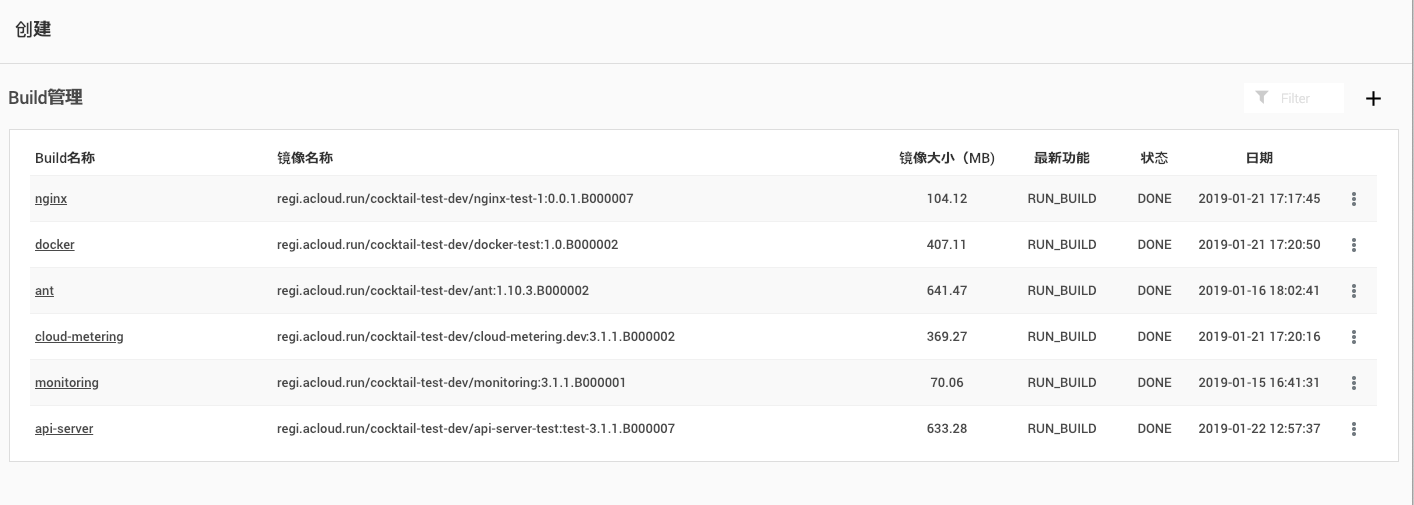 创建
Build管理
Filter
Build名称 镜像名称 镜像大小（MB) 最新功能 状态 日期
nginx regi.acloud.run/cocktail-test-dev/nginx-test-1:0.0.1.B000007 104.12 RUN_BUILD DONE 2019-01-21 17:17:45
docker regi.acloud.run/cocktail-test-dev/docker-test:1.0.B000002 407.11 RUN_BUILD DONE 2019-01-21 17:20:50
ant regi.acloud.run/cocktail-test-dev/ant:1.10.3.B000002 641.47 RUN_BUILD DONE 2019-01-16 18:02:41
cloud-metering regi.acloud.run/cocktail-test-dev/cloud-metering.dev:3.1.1.B000002 369.27 RUN_BUILD DONE 2019-01-21 17:20:16
monitoring regi.acloud.run/cocktail-test-dev/monitoring:3.1.1.B000001 70.06 RUN_BUILD DONE 2019-01-15 16:41:31
api-server regi.acloud.run/cocktail-test-dev/api-server-test:test-3.1.1.B000007 633.28 RUN_BUILD DONE 2019-01-22 12:57:37